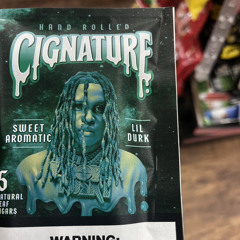 HAND ROLLED
CIGNATURE
SWEET
AROMATIC
LIL
DURK
5
NATURAL
LEAF
CIGARS
WARNING: